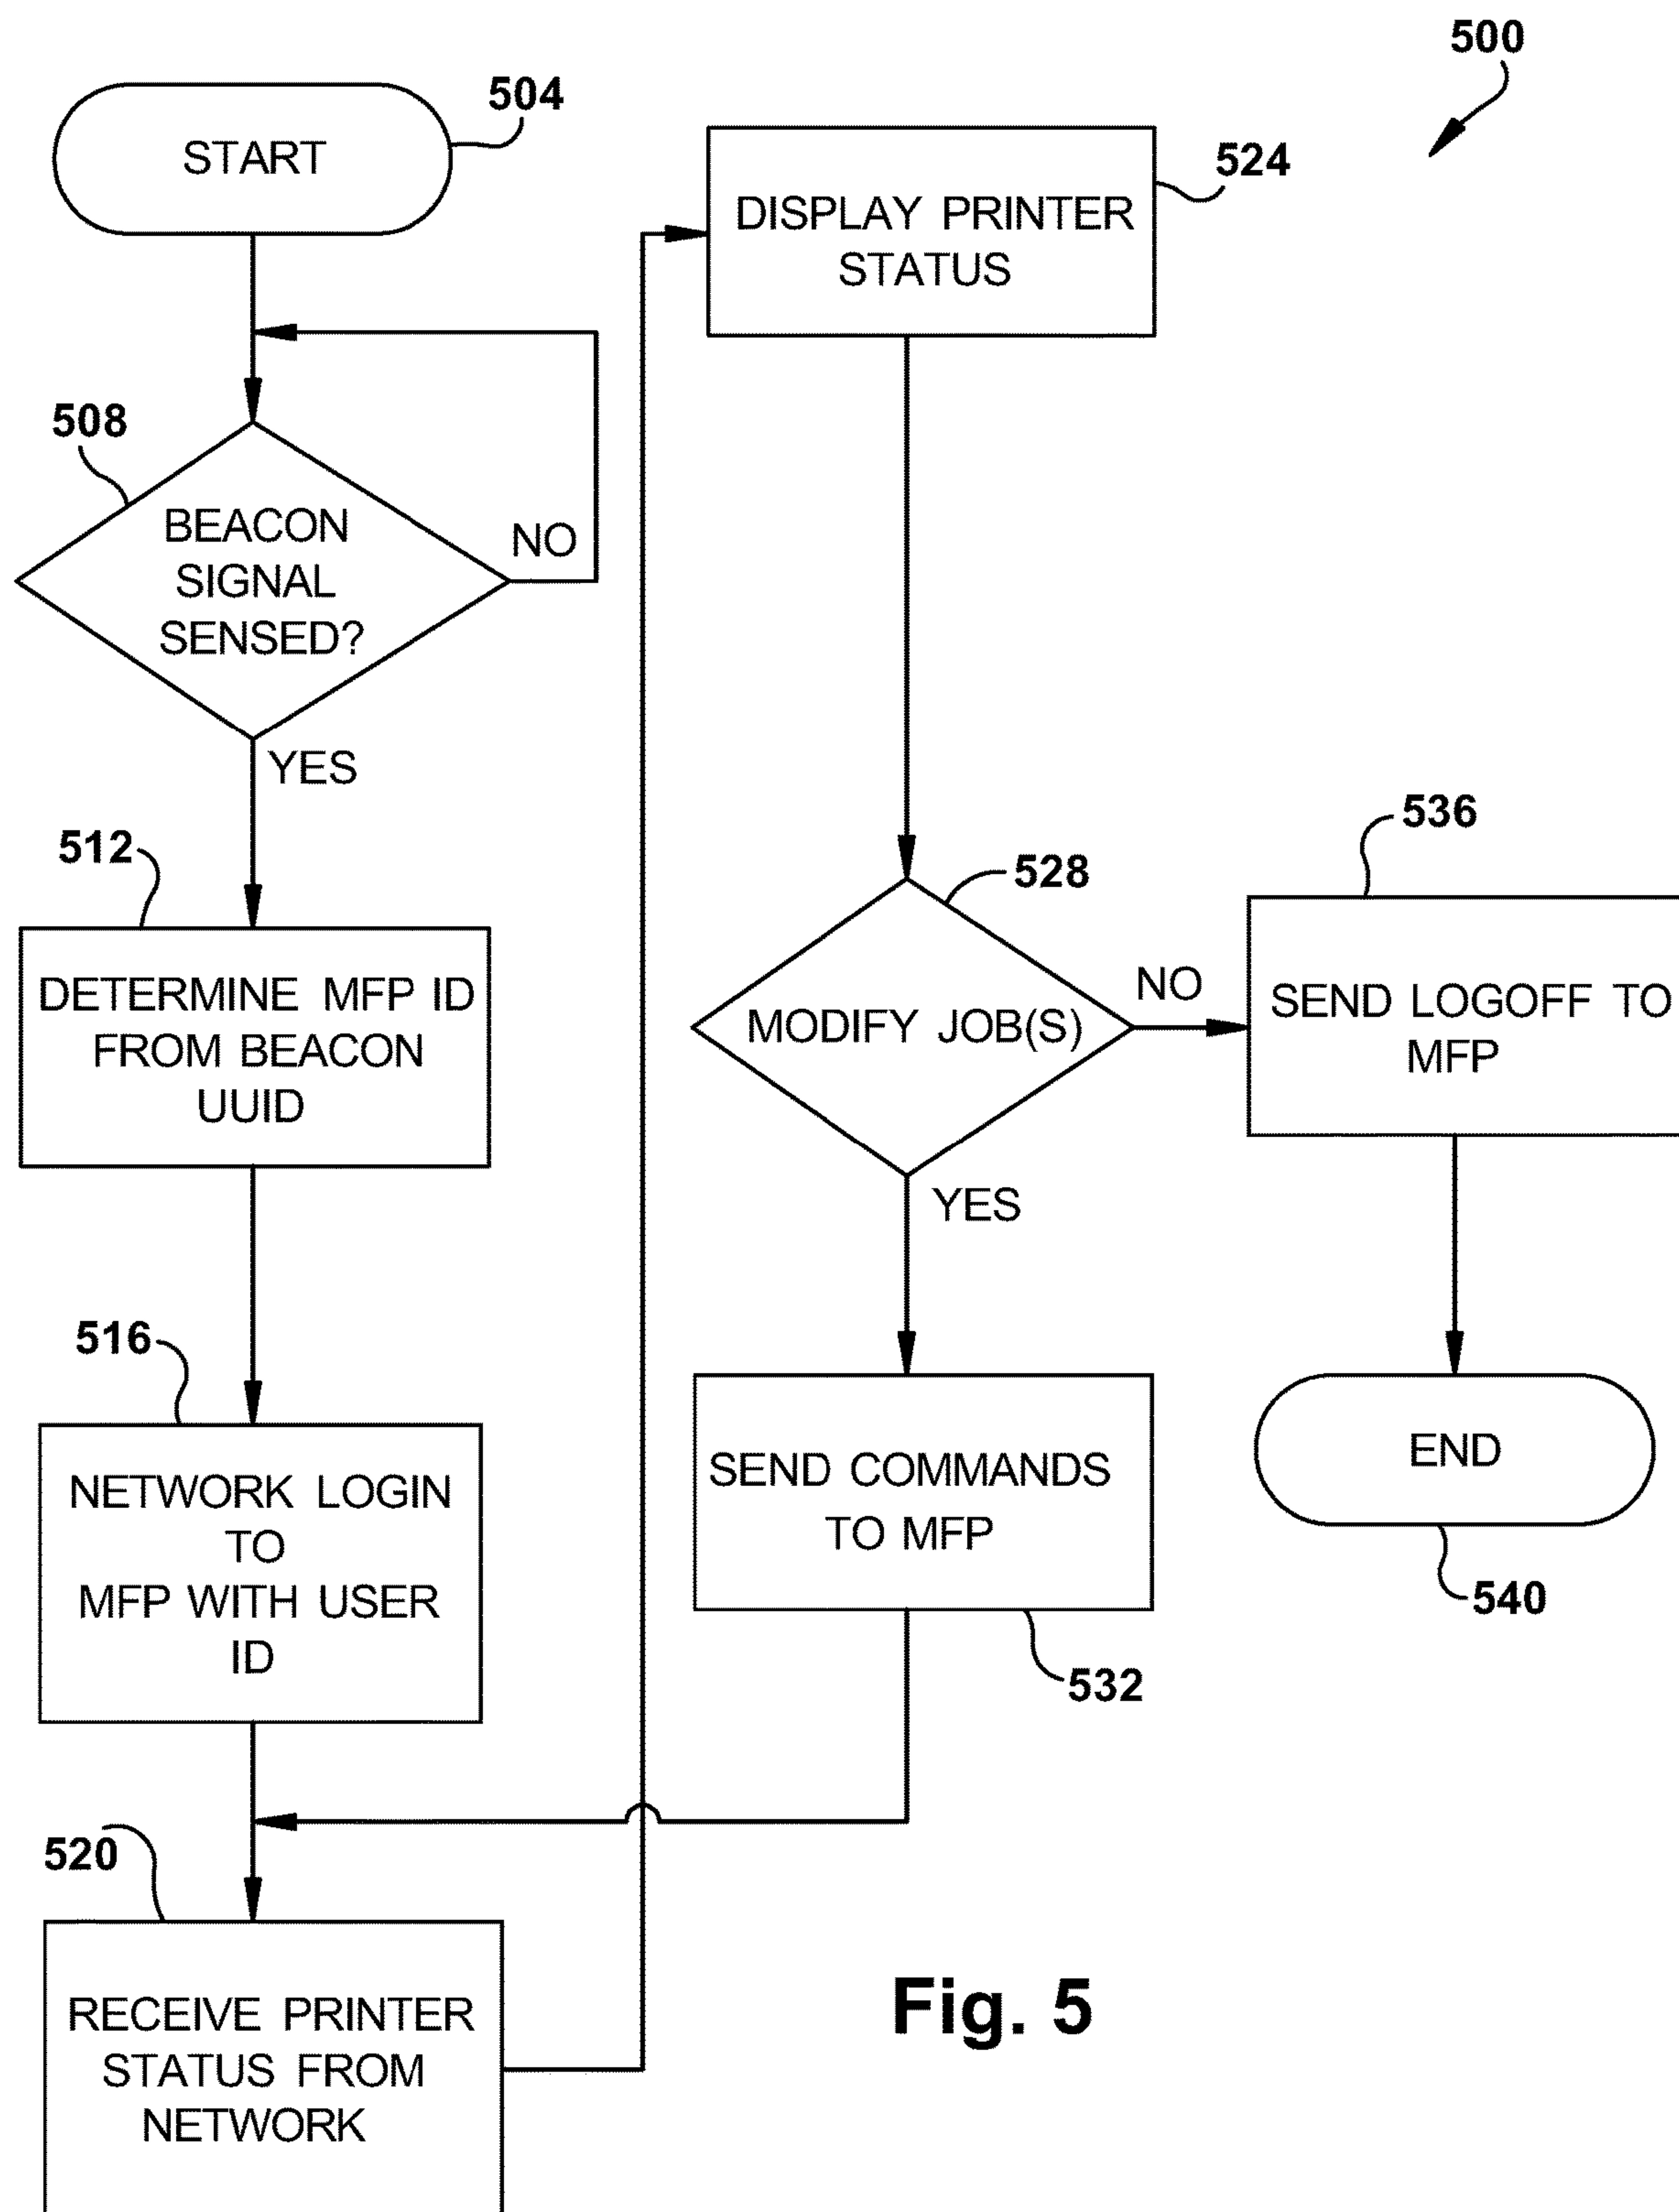 500
504
START
508
BEACON
SIGNAL
SENSED?
NO
YES
512
DETERMINE MFP ID
FROM BEACON
UUID
516
NETWORK LOGIN
TO
MFP WITH USER
ID
520
RECEIVE PRINTER
STATUS FROM
NETWORK
524
DISPLAY PRINTER
STATUS
528
MODIFY JOB(S)
NO
YES
532
SEND COMMANDS
TO MFP
536
SEND LOGOFF TO
MFP
END
540
Fig. 5